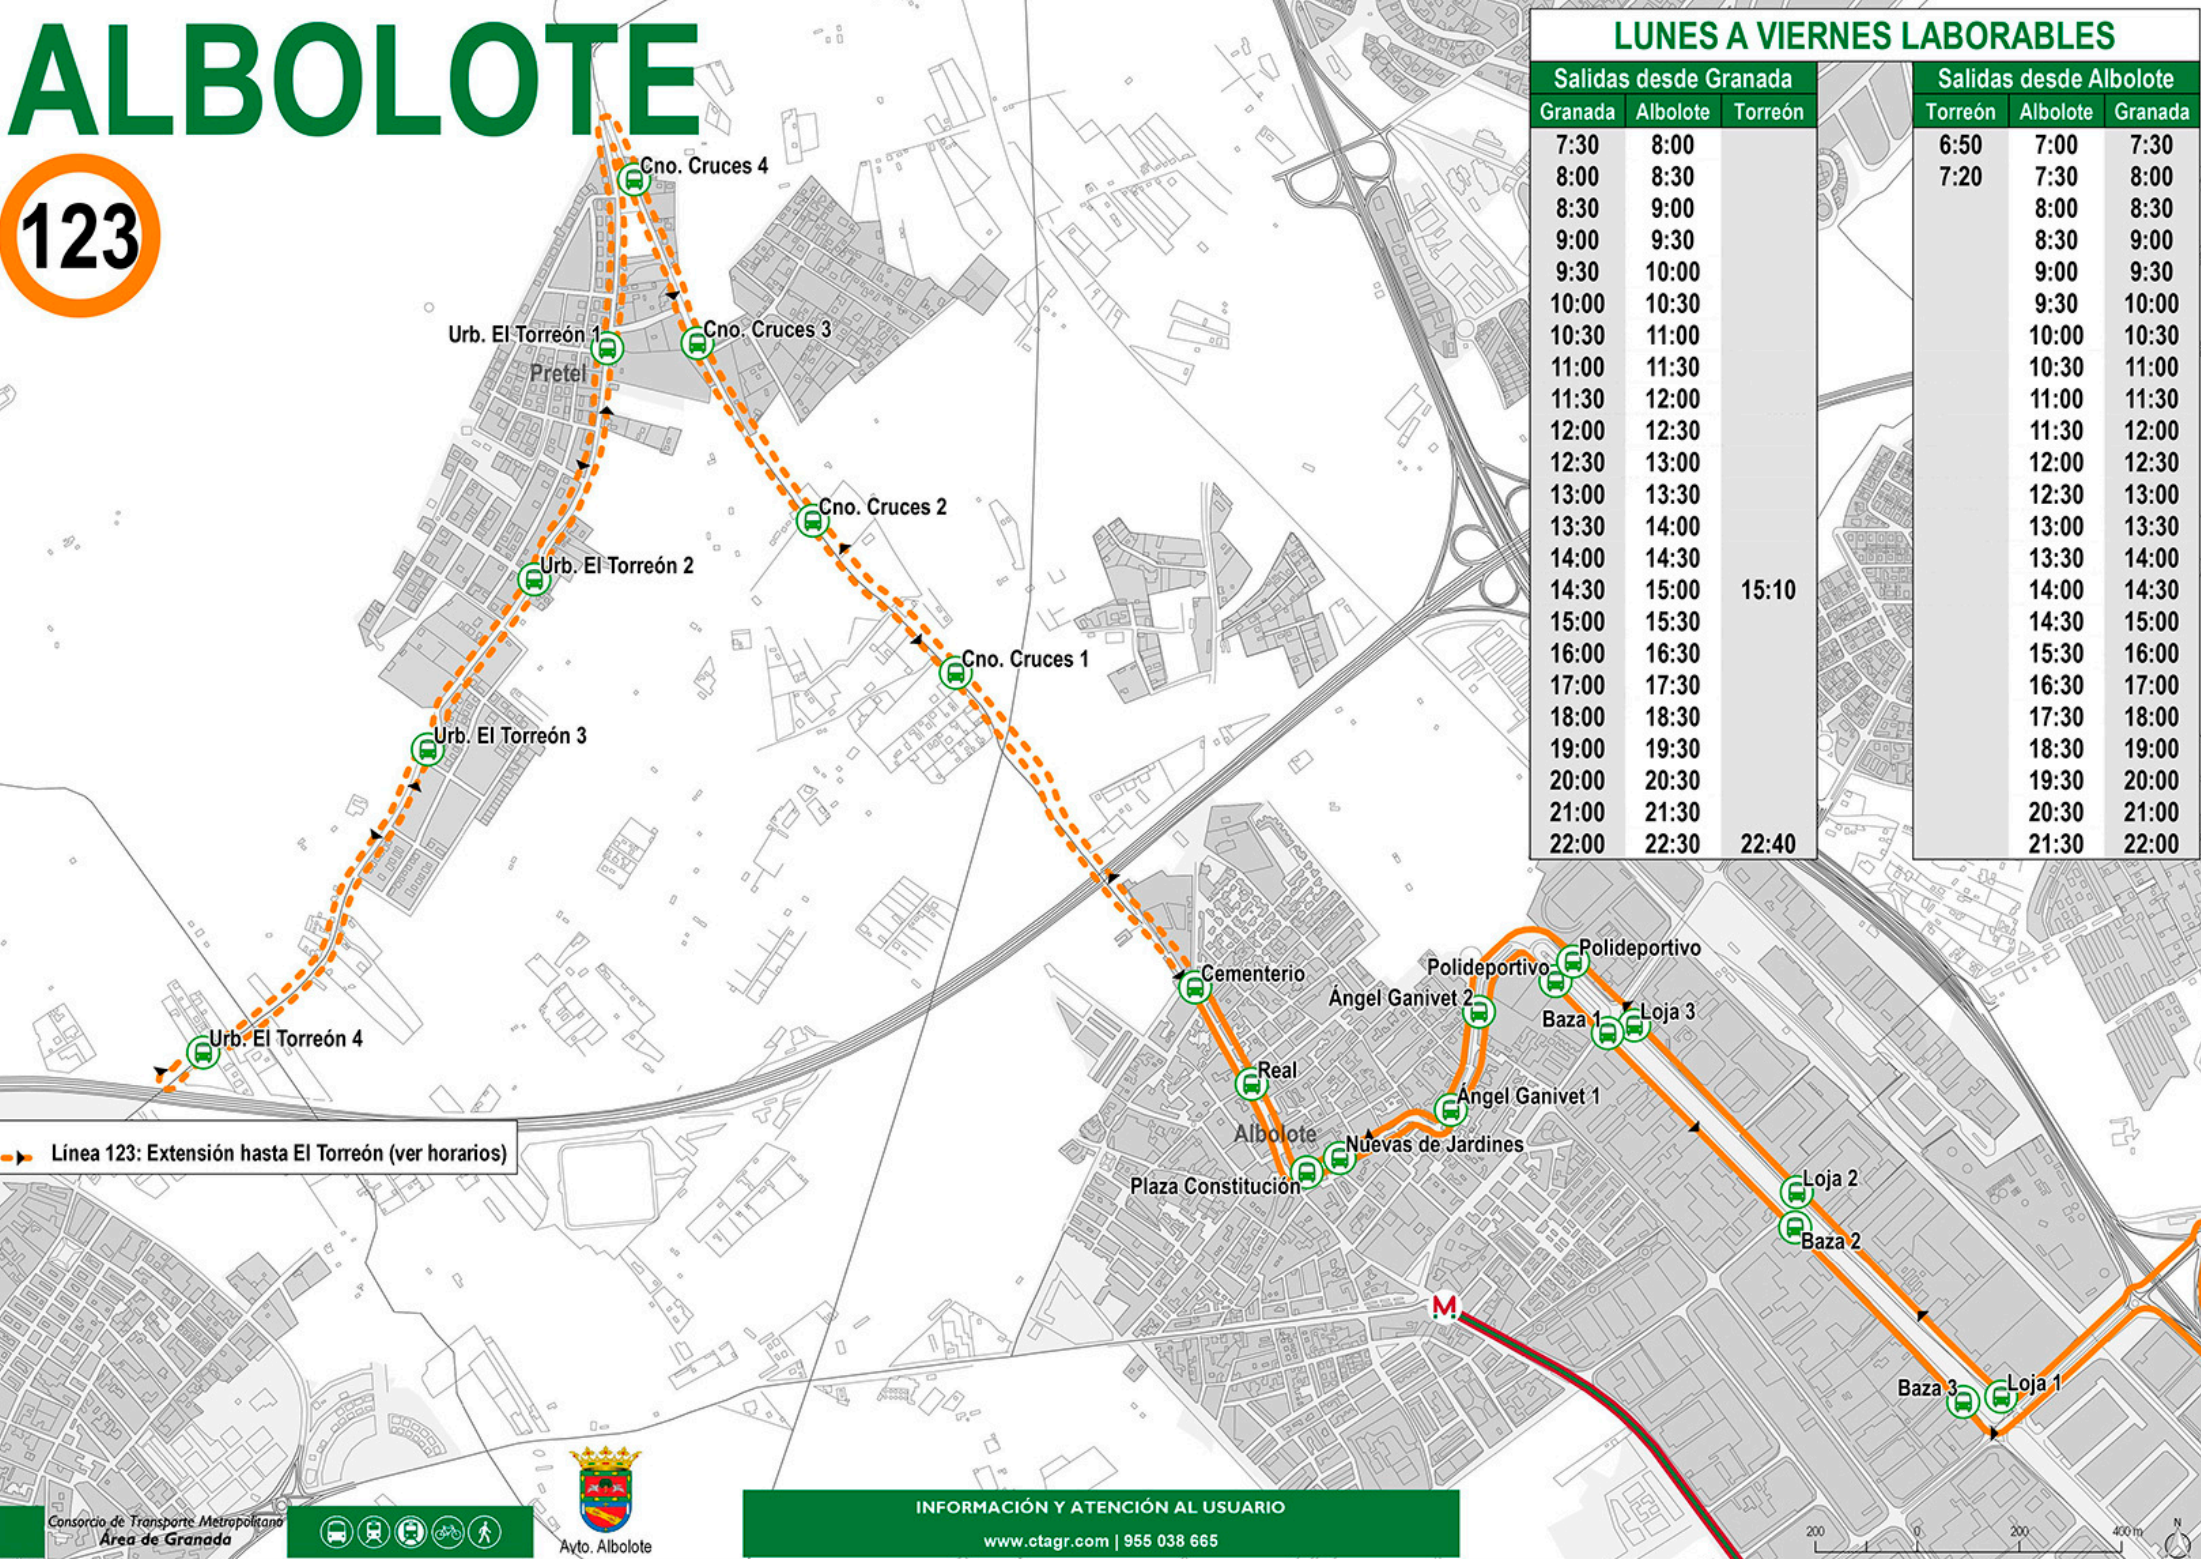 ALBOLOTE
123
LUNES A VIERNES LABORABLES
Salidas desde Granada
Granada Albolote Torreón
7:30 8:00
8:00 8:30
8:30 9:00
9:00 9:30
9:30 10:00
10:00 10:30
10:30 11:00
11:00 11:30
11:30 12:00
12:00 12:30
12:30 13:00
13:00 13:30
13:30 14:00
14:00 14:30
14:30 15:00 15:10
15:00 15:30
16:00 16:30
17:00 17:30
18:00 18:30
19:00 19:30
20:00 20:30
21:00 21:30
22:00 22:30 22:40
Salidas desde Albolote
Torreón Albolote Granada
6:50 7:00 7:30
7:20 7:30 8:00
8:00 8:30
8:30 9:00
9:00 9:30
9:30 10:00
10:00 10:30
10:30 11:00
11:00 11:30
11:30 12:00
12:00 12:30
12:30 13:00
13:00 13:30
13:30 14:00
14:00 14:30
14:30 15:00
15:30 16:00
16:30 17:00
17:30 18:00
18:30 19:00
19:30 20:00
20:30 21:00
21:30 22:00
Cno. Cruces 4
Urb. El Torreón 1
Cno. Cruces 3
Pretel
Cno. Cruces 2
Urb. El Torreón 2
Cno. Cruces 1
Urb. El Torreón 3
Urb. El Torreón 4
Cementerio
Polideportivo
Polideportivo
Ángel Ganivet 2
Baza 1
Loja 3
Real
Ángel Ganivet 1
Albolote
Nuevas de Jardines
Plaza Constitución
Loja 2
Baza 2
M
Baza 3
Loja 1
Línea 123: Extensión hasta El Torreón (ver horarios)
Consorcio de Transporte Metropolitano
Área de Granada
Ayto. Albolote
INFORMACIÓN Y ATENCIÓN AL USUARIO
www.ctagr.com | 955 038 665
200 0 200 400 m
N